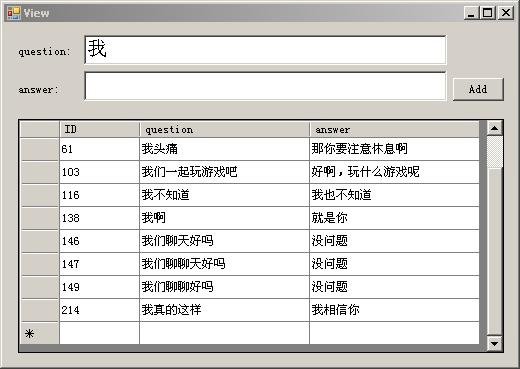 View
question: 我
answer:
Add
ID question answer
61 我头痛 那你要注意休息啊
103 我们一起玩游戏吧 好啊，玩什么游戏呢
116 我不知道 我也不知道
138 我啊 就是你
146 我们聊天好吗 没问题
147 我们聊聊天好吗 没问题
149 我们聊聊好吗 没问题
214 我真的这样 我相信你
*